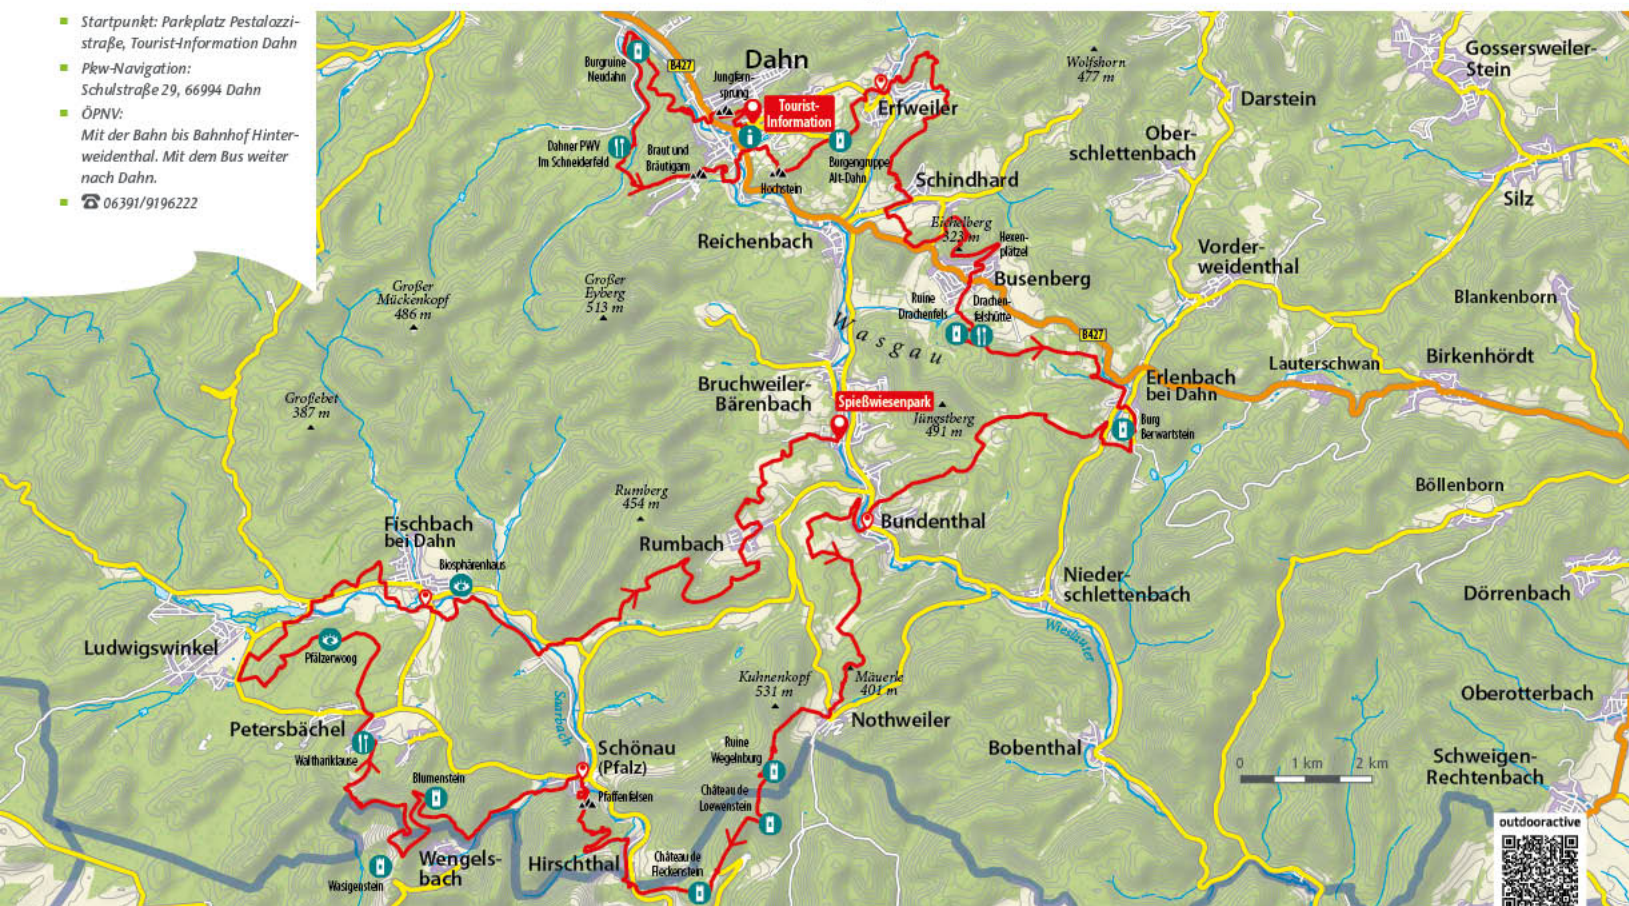 Startpunkt: Parkplatz Pestalozzi-
straße, Tourist-Information Dahn
Pkw-Navigation:
Schulstraße 29, 66994 Dahn
ÖPNV:
Mit der Bahn bis Bahnhof Hinter-
weidenthal. Mit dem Bus weiter
nach Dahn.
06391/9196222
Burgruine
Neudahn
B427
Dahn
Jungfern-
sprung
Tourist-
Information
Erfweiler
Wolfshorn
477 m
Gossersweiler-
Stein
Darstein
Dahner PWV
Im Schneiderfeld
Braut und
Bräutigam
Hochstein
Burgengruppe
Alt-Dahn
Schindhard
Ober-
schlettenbach
Silz
Reichenbach
Eichelberg
323 m
Hexen-
plätzel
Busenberg
Vorder-
weidenthal
Großer
Mückenkopf
486 m
Großer
Eyberg
513 m
Ruine
Drachenfels
Drachen-
felshütte
Blankenborn
Wasgau
B427
Bruchweiler-
Bärenbach
Spießwiesenpark
Jüngstberg
491 m
Erlenbach
bei Dahn
Lauterschwan
Birkenhördt
Großebet
387 m
Burg
Berwartstein
Rumberg
454 m
Böllenborn
Fischbach
bei Dahn
Biosphärenhaus
Rumbach
Bundenthal
Nieder-
schlettenbach
Dörrenbach
Wieslauter
Ludwigswinkel
Pfälzerwoog
Saarbach
Kuhnenkopf
531 m
Mäuerle
401 m
Oberotterbach
Petersbächel
Walthariklause
Schönau
(Pfalz)
Ruine
Wegelnburg
Nothweiler
Bobenthal
Schweigen-
Rechtenbach
0 1 km 2 km
Blumenstein
Pfaffenfelsen
Château de
Loewenstein
outdooractive
Wengels-
bach
Wasigenstein
Hirschthal
Château de
Fleckenstein